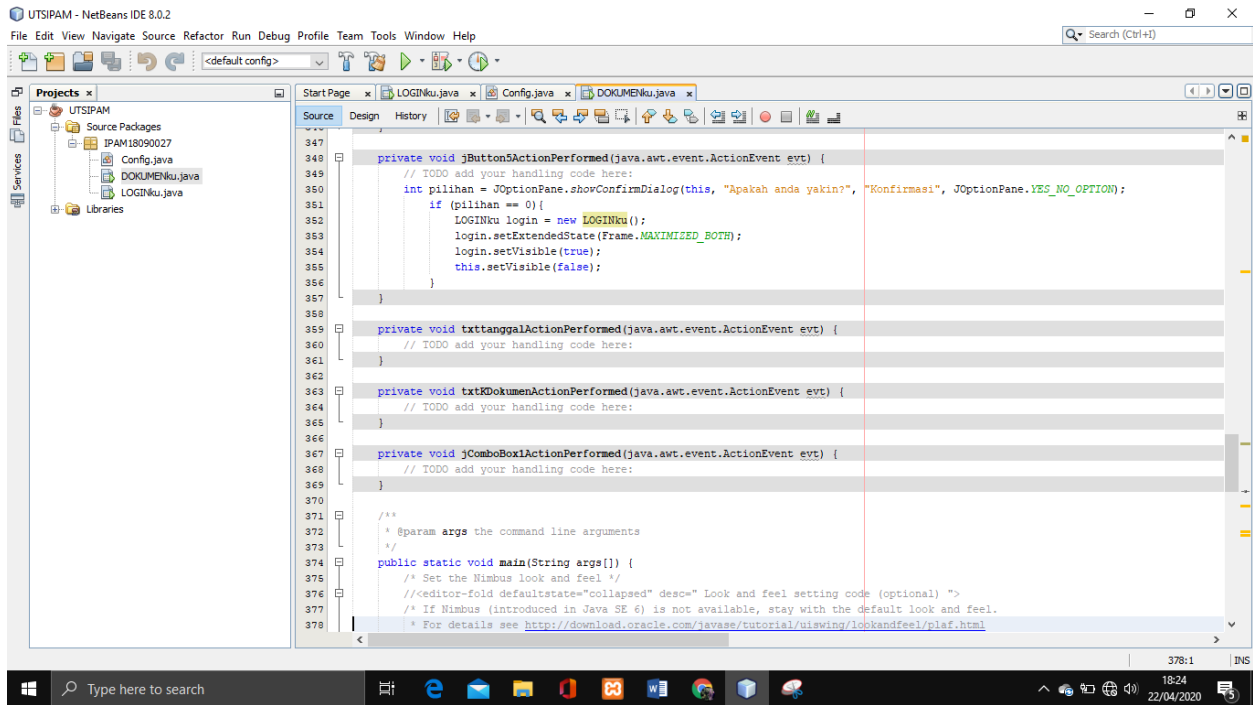 UTSIPAM - NetBeans IDE 8.0.2
File Edit View Navigate Source Refactor Run Debug Profile Team Tools Window Help
Search (Ctrl+I)
<default config>
Projects
Files
Services
UTSIPAM
Source Packages
IPAM18090027
Config.java
DOKUMENku.java
LOGINku.java
Libraries
Start Page LOGINku.java Config.java DOKUMENku.java
Source Design History
347
348 private void jButton5ActionPerformed(java.awt.event.ActionEvent evt) {
349 // TODO add your handling code here:
350 int pilihan = JOptionPane.showConfirmDialog(this, "Apakah anda yakin?", "Konfirmasi", JOptionPane.YES_NO_OPTION);
351 if (pilihan == 0){
352 LOGINku login = new LOGINku();
353 login.setExtendedState(Frame.MAXIMIZED_BOTH);
354 login.setVisible(true);
355 this.setVisible(false);
356 }
357 }
358
359 private void txttanggalActionPerformed(java.awt.event.ActionEvent evt) {
360 // TODO add your handling code here:
361 }
362
363 private void txtKDokumenActionPerformed(java.awt.event.ActionEvent evt) {
364 // TODO add your handling code here:
365 }
366
367 private void jComboBox1ActionPerformed(java.awt.event.ActionEvent evt) {
368 // TODO add your handling code here:
369 }
370
371 /**
372 * @param args the command line arguments
373 */
374 public static void main(String args[]) {
375 /* Set the Nimbus look and feel */
376 //<editor-fold defaultstate="collapsed" desc=" Look and feel setting code (optional) ">
377 /* If Nimbus (introduced in Java SE 6) is not available, stay with the default look and feel.
378 * For details see http://download.oracle.com/javase/tutorial/uiswing/lookandfeel/plaf.html
378:1 INS
Type here to search
18:24
22/04/2020
5